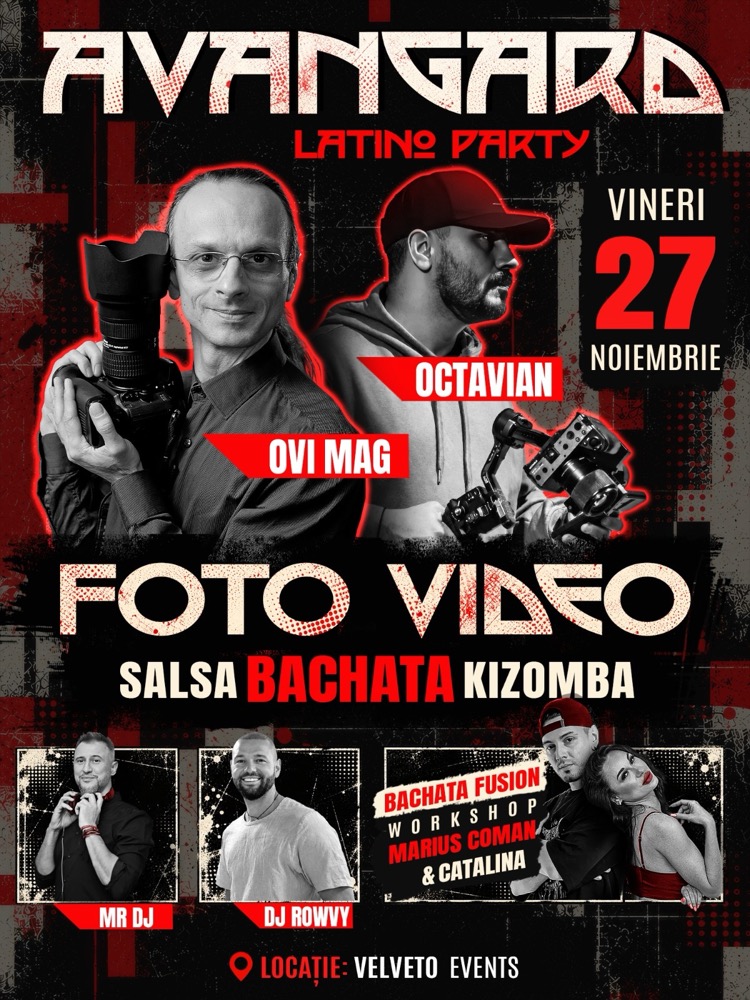 AVANGARD
LATINO PARTY
VINERI
27
NOIEMBRIE
OCTAVIAN
OVI MAG
FOTO VIDEO
SALSA BACHATA KIZOMBA
BACHATA FUSION
WORKSHOP
MARIUS COMAN
& CATALINA
MR DJ
DJ ROWVY
LOCAȚIE: VELVETO EVENTS